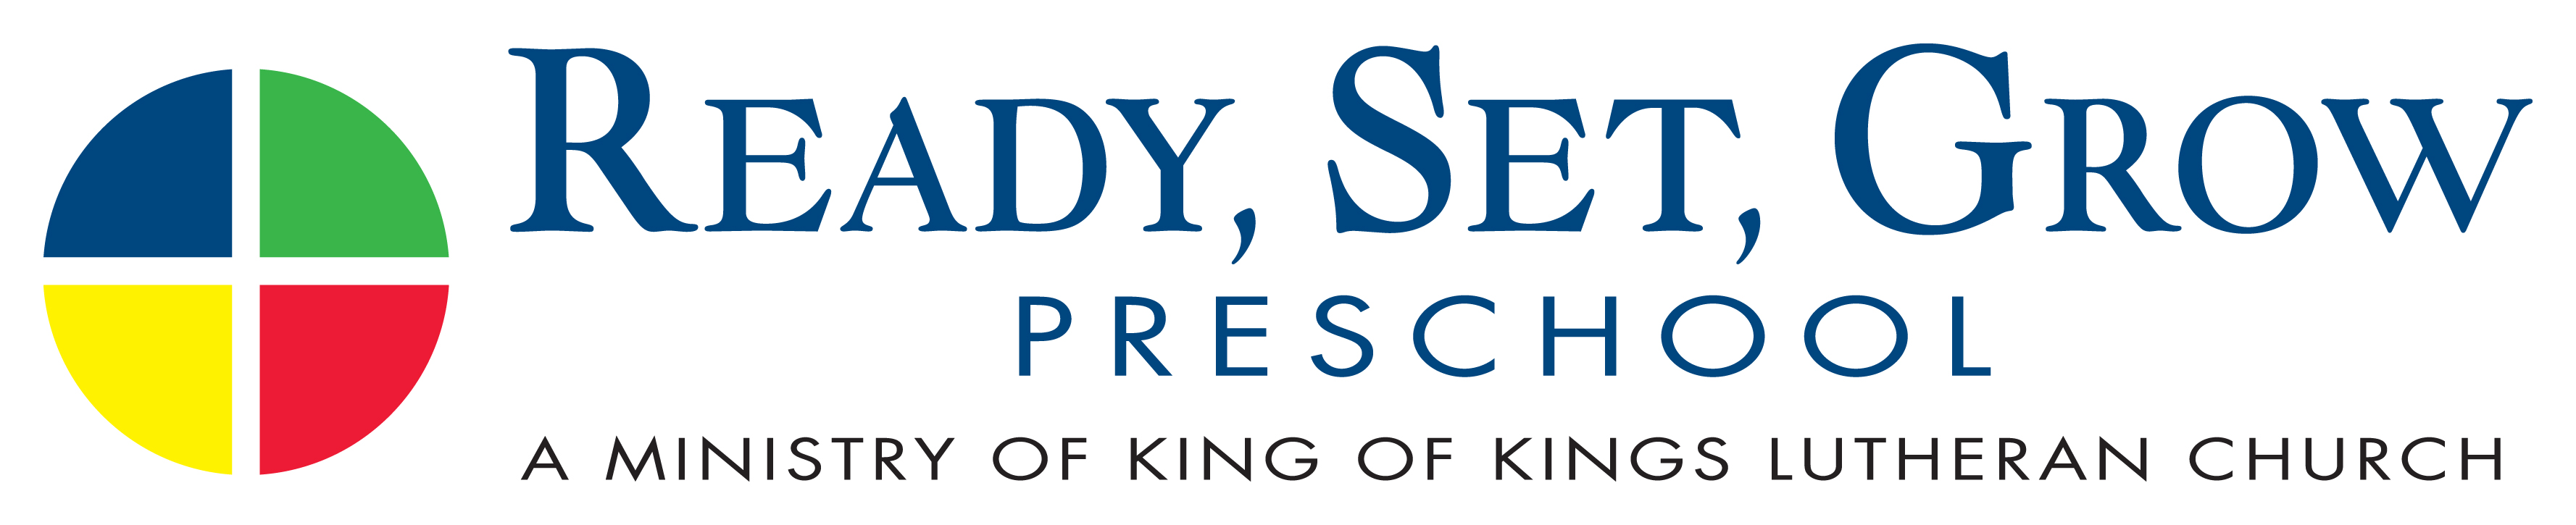 READY, SET, GROW
PRESCHOOL
A MINISTRY OF KING OF KINGS LUTHERAN CHURCH